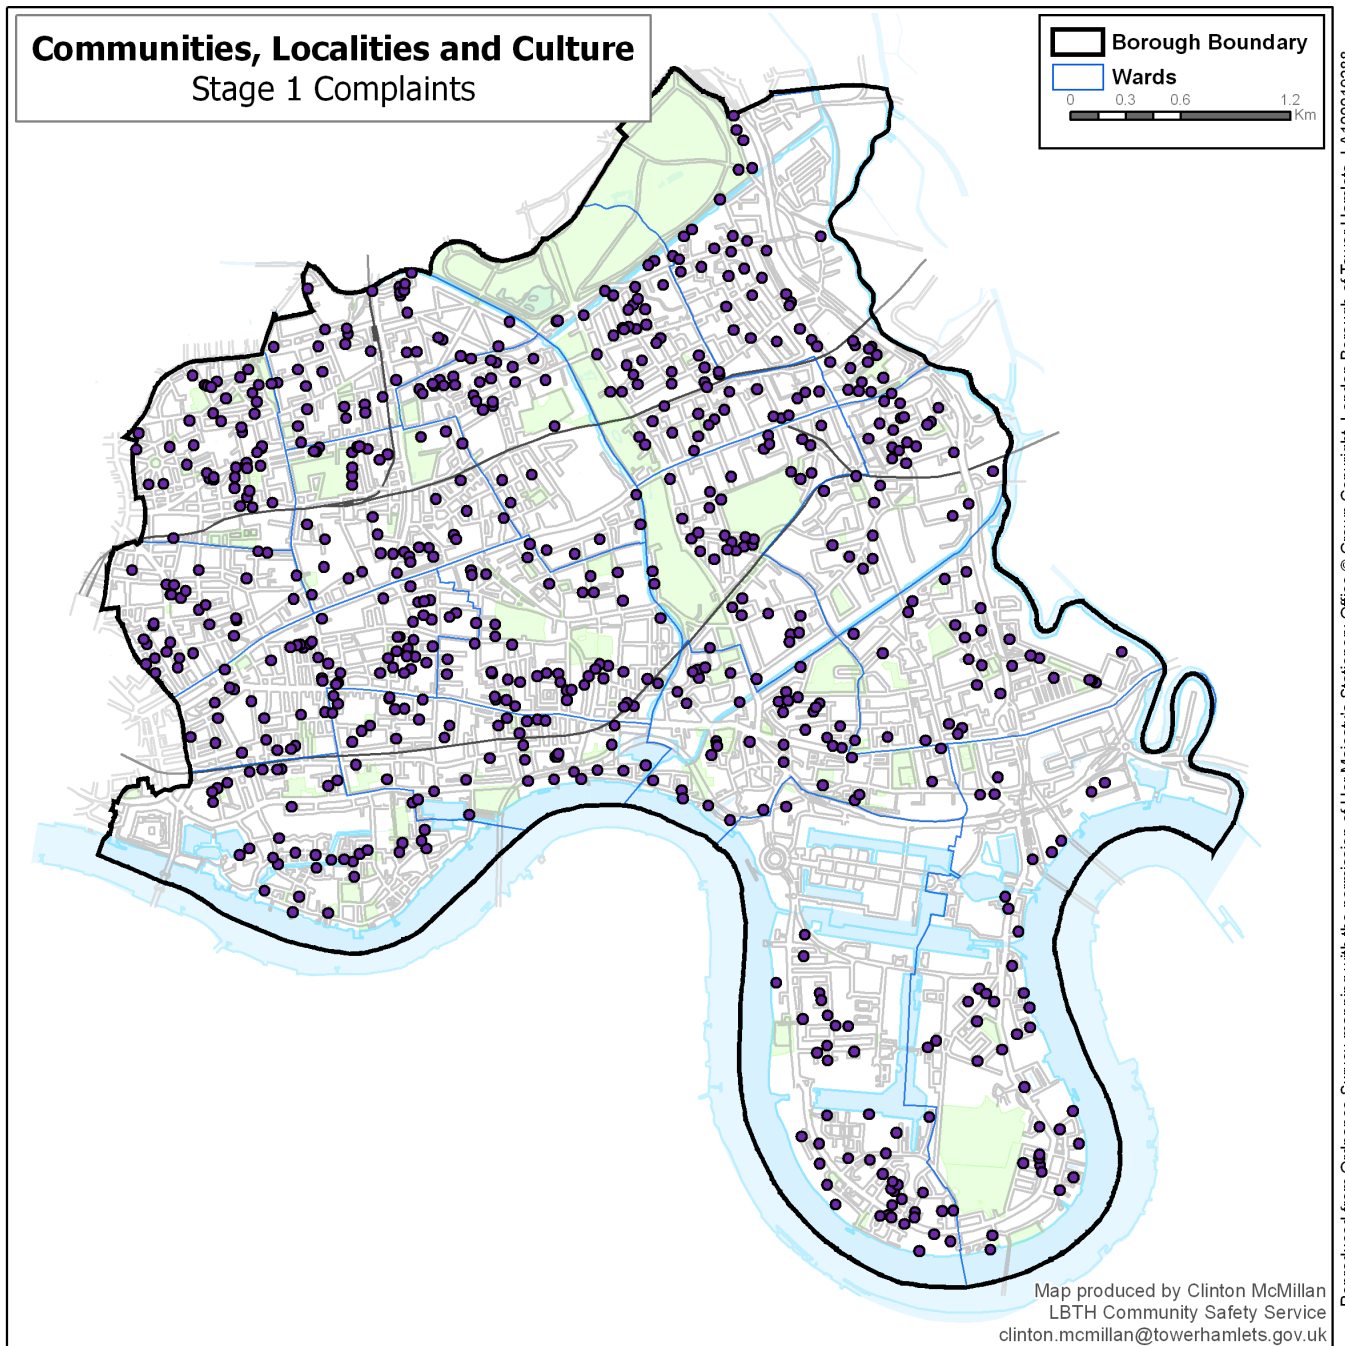 Communities, Localities and Culture
Stage 1 Complaints
Borough Boundary
Wards
0 0.3 0.6 1.2
Km
Map produced by Clinton McMillan
LBTH Community Safety Service
clinton.mcmillan@towerhamlets.gov.uk